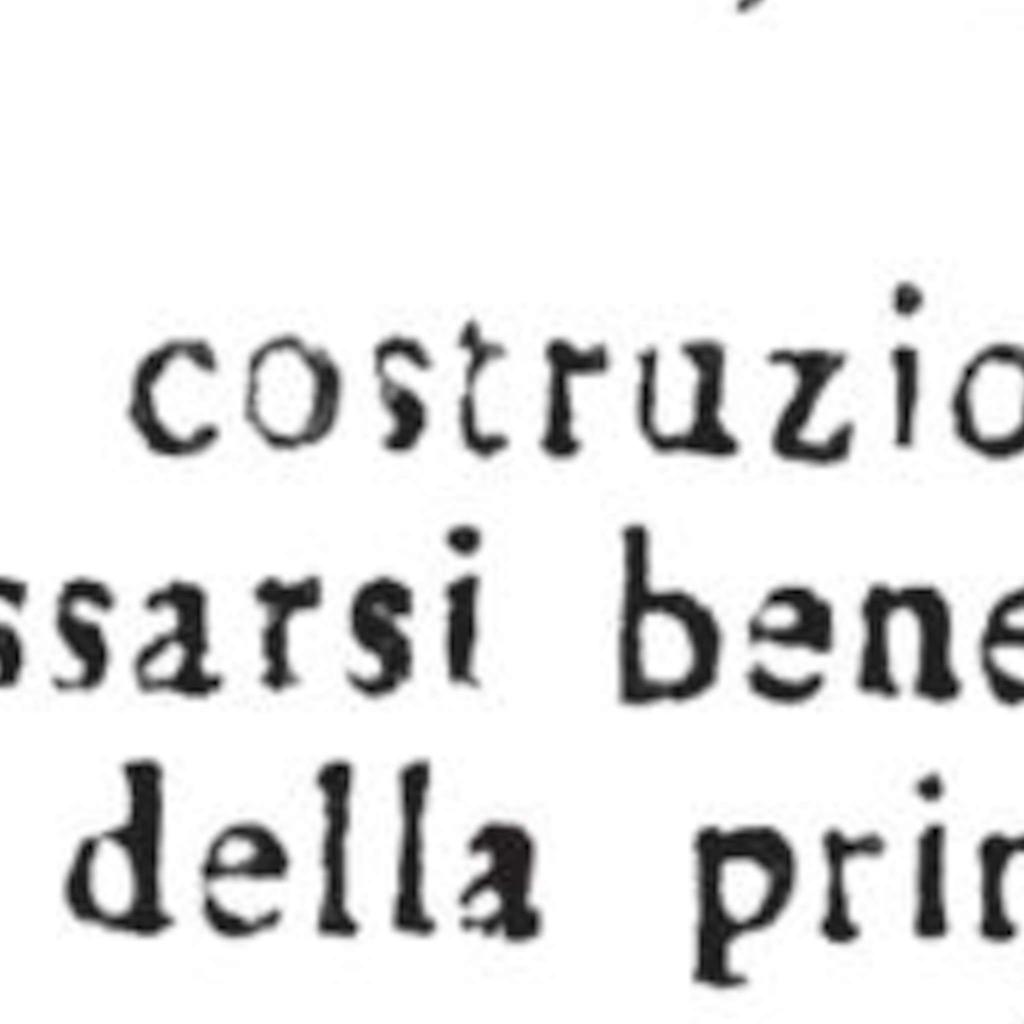 costruzio
ssarsi bene
della prin